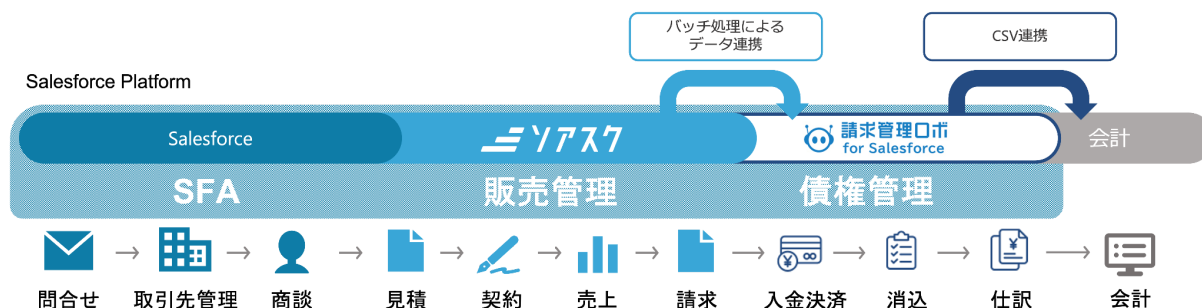 バッチ処理による
データ連携
CSV連携
Salesforce Platform
Salesforce
ソアスク
請求管理ロボ
for Salesforce
会計
SFA
販売管理
債権管理
問合せ
取引先管理
商談
見積
契約
売上
請求
入金決済
消込
仕訳
会計